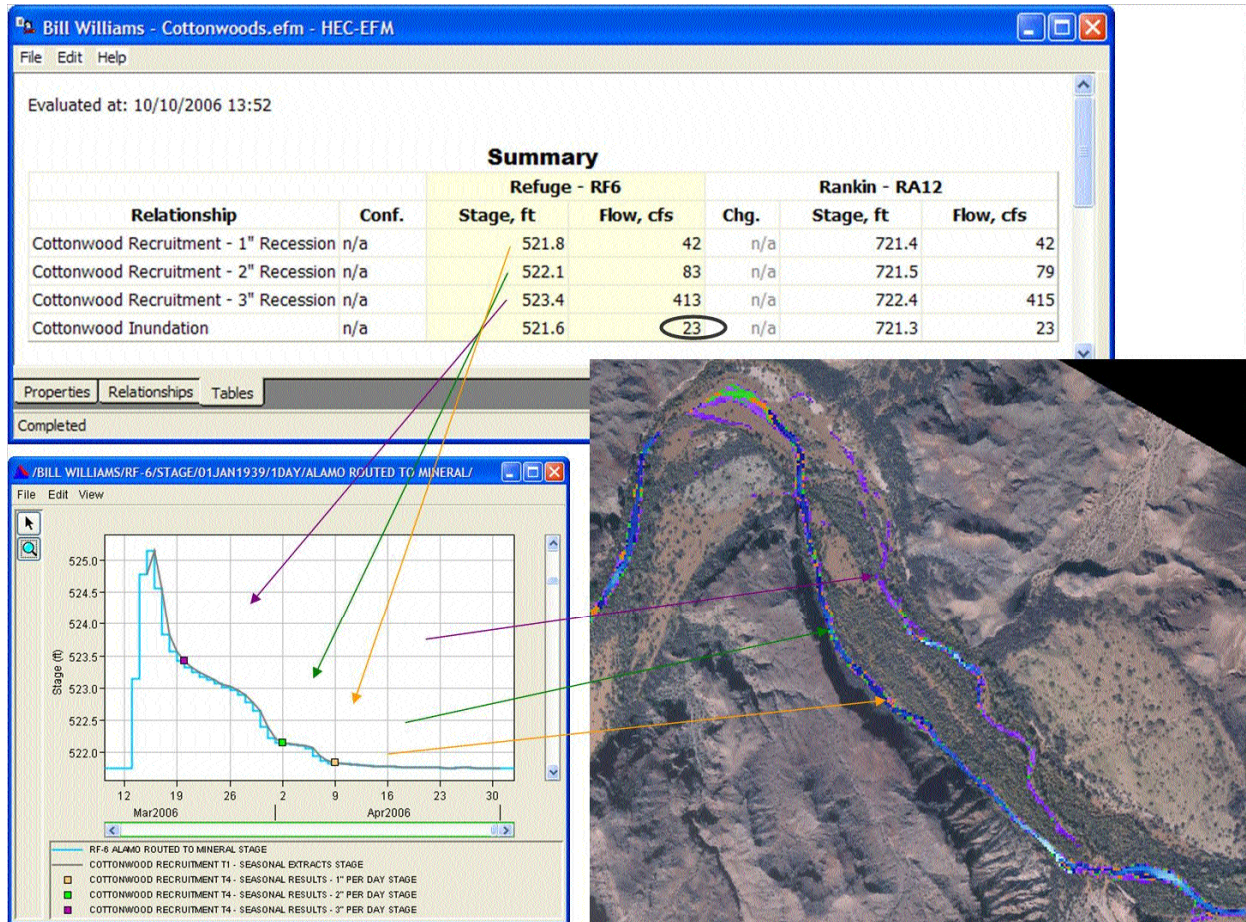 Bill Williams - Cottonwoods.efm - HEC-EFM
File Edit Help
Evaluated at: 10/10/2006 13:52
Summary
Refuge - RF6 Rankin - RA12
Relationship Conf. Stage, ft Flow, cfs Chg. Stage, ft Flow, cfs
Cottonwood Recruitment - 1" Recession n/a 521.8 42 n/a 721.4 42
Cottonwood Recruitment - 2" Recession n/a 522.1 83 n/a 721.5 79
Cottonwood Recruitment - 3" Recession n/a 523.4 413 n/a 722.4 415
Cottonwood Inundation n/a 521.6 23 n/a 721.3 23
Properties Relationships Tables
Completed
/BILL WILLIAMS/RF-6/STAGE/01JAN1939/1DAY/ALAMO ROUTED TO MINERAL/
File Edit View
525.0
524.5
524.0
523.5
523.0
522.5
522.0
Stage (ft)
12 19 26 2 9 16 23 30
Mar2006 Apr2006
RF-6 ALAMO ROUTED TO MINERAL STAGE
COTTONWOOD RECRUITMENT T1 - SEASONAL EXTRACTS STAGE
COTTONWOOD RECRUITMENT T4 - SEASONAL RESULTS - 1" PER DAY STAGE
COTTONWOOD RECRUITMENT T4 - SEASONAL RESULTS - 2" PER DAY STAGE
COTTONWOOD RECRUITMENT T4 - SEASONAL RESULTS - 3" PER DAY STAGE